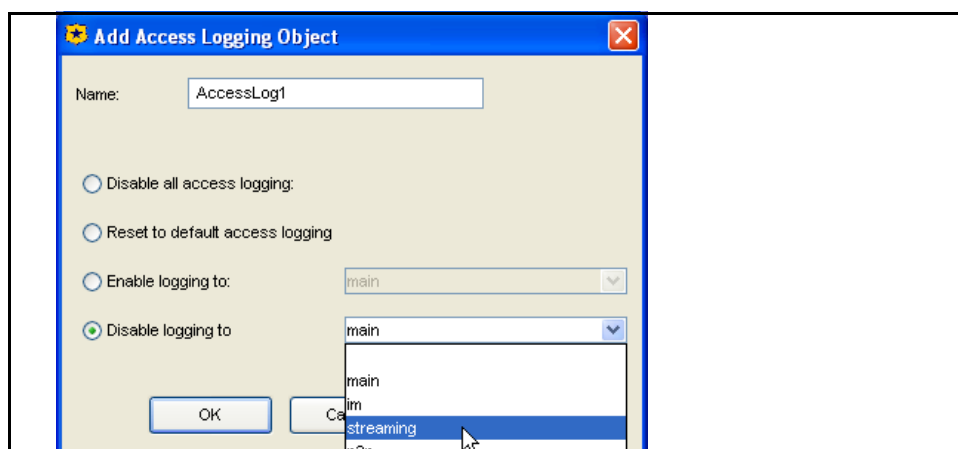 Add Access Logging Object
Name: AccessLog1
Disable all access logging:
Reset to default access logging
Enable logging to: main
Disable logging to main
main
im
OK
streaming